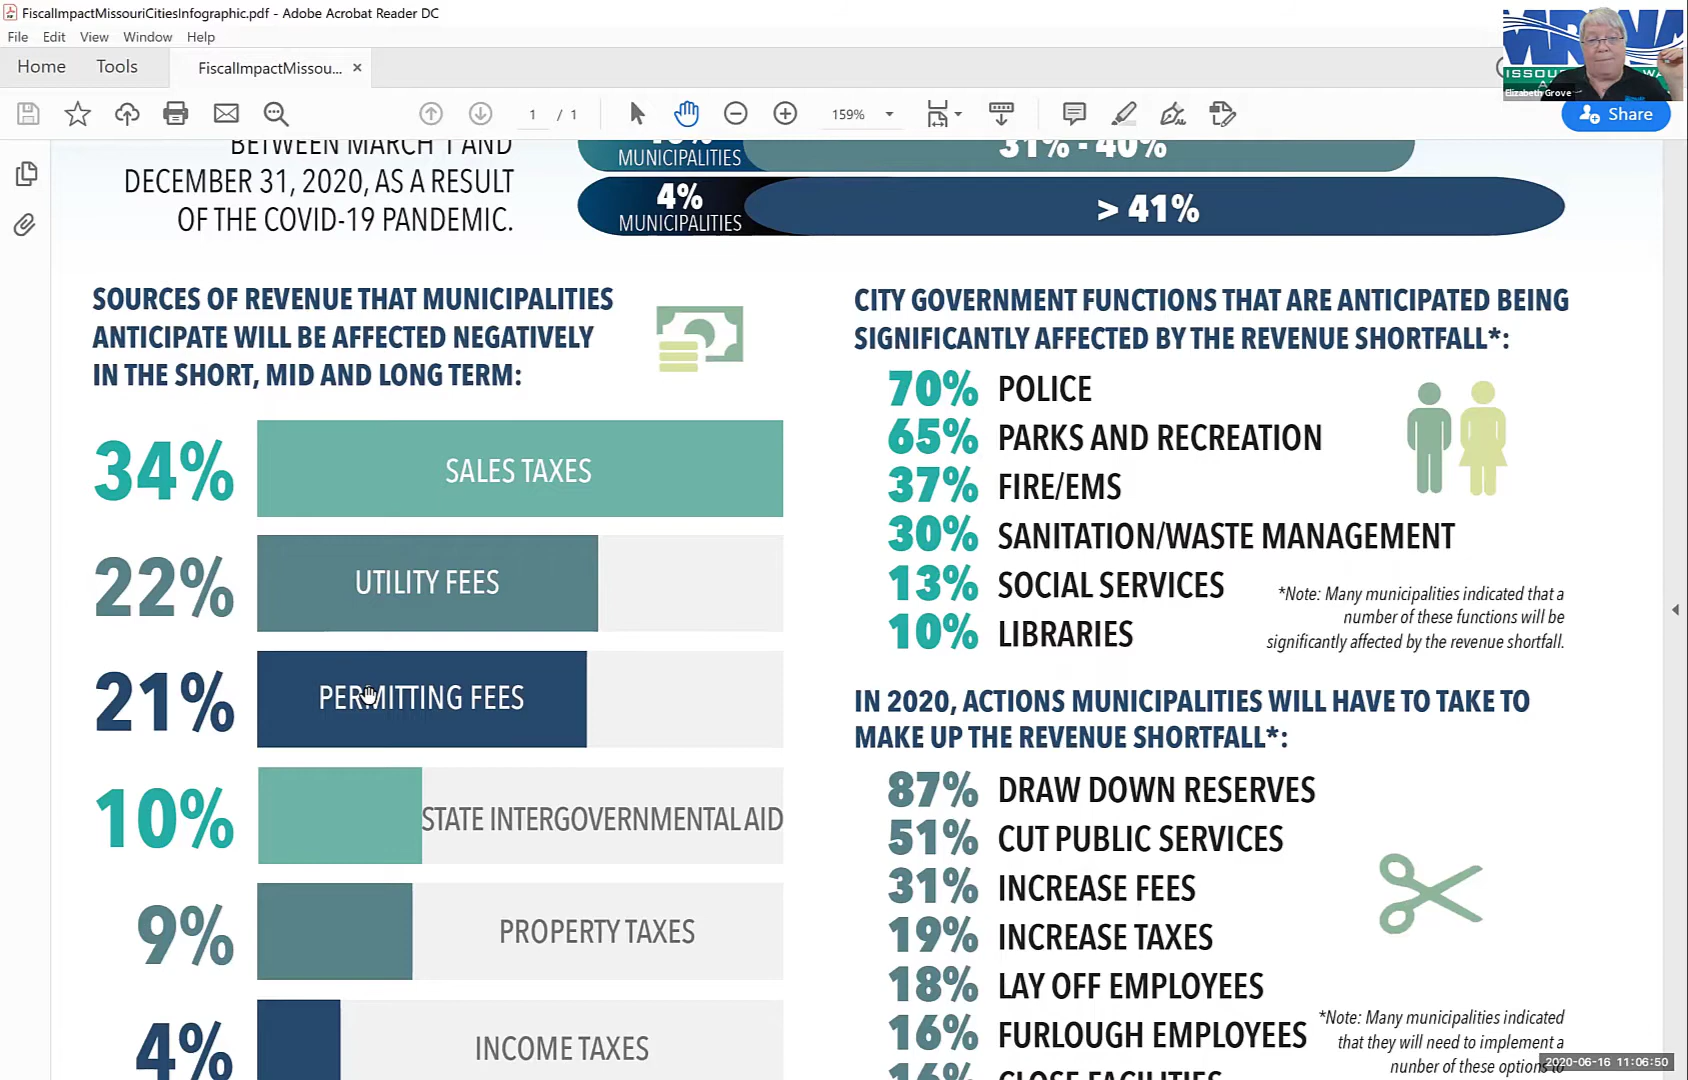 FiscalImpactMissouriCitiesInfographic.pdf - Adobe Acrobat Reader DC
File Edit View Window Help
Home Tools FiscalImpactMissou... ×
1 / 1 159%
Share
Elizabeth Grove
BETWEEN MARCH 1 AND
DECEMBER 31, 2020, AS A RESULT
OF THE COVID-19 PANDEMIC.
MUNICIPALITIES 31% - 40%
4%
MUNICIPALITIES
> 41%
SOURCES OF REVENUE THAT MUNICIPALITIES
ANTICIPATE WILL BE AFFECTED NEGATIVELY
IN THE SHORT, MID AND LONG TERM:
34% SALES TAXES
22% UTILITY FEES
21% PERMITTING FEES
10% STATE INTERGOVERNMENTAL AID
9% PROPERTY TAXES
4% INCOME TAXES
CITY GOVERNMENT FUNCTIONS THAT ARE ANTICIPATED BEING
SIGNIFICANTLY AFFECTED BY THE REVENUE SHORTFALL*:
70% POLICE
65% PARKS AND RECREATION
37% FIRE/EMS
30% SANITATION/WASTE MANAGEMENT
13% SOCIAL SERVICES
10% LIBRARIES
*Note: Many municipalities indicated that a
number of these functions will be
significantly affected by the revenue shortfall.
IN 2020, ACTIONS MUNICIPALITIES WILL HAVE TO TAKE TO
MAKE UP THE REVENUE SHORTFALL*:
87% DRAW DOWN RESERVES
51% CUT PUBLIC SERVICES
31% INCREASE FEES
19% INCREASE TAXES
18% LAY OFF EMPLOYEES
16% FURLOUGH EMPLOYEES
16% CLOSE FACILITIES
*Note: Many municipalities indicated
that they will need to implement a
nunber of these options to
2020-06-16 11:06:50